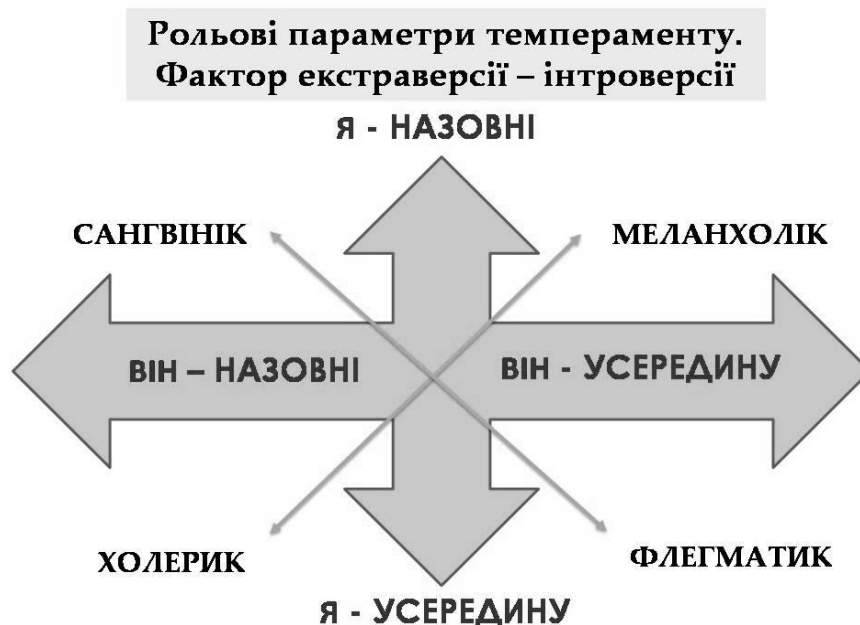 Рольові параметри темпераменту.
Фактор екстраверсії – інтроверсії
Я - НАЗОВНІ
САНГВІНІК
МЕЛАНХОЛІК
ВІН – НАЗОВНІ
ВІН - УСЕРЕДИНУ
ХОЛЕРИК
ФЛЕГМАТИК
Я - УСЕРЕДИНУ